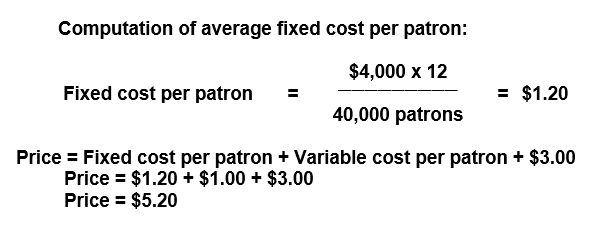 Computation of average fixed cost per patron:
$4,000 x 12
Fixed cost per patron = = $1.20
40,000 patrons
Price = Fixed cost per patron + Variable cost per patron + $3.00
Price = $1.20 + $1.00 + $3.00
Price = $5.20